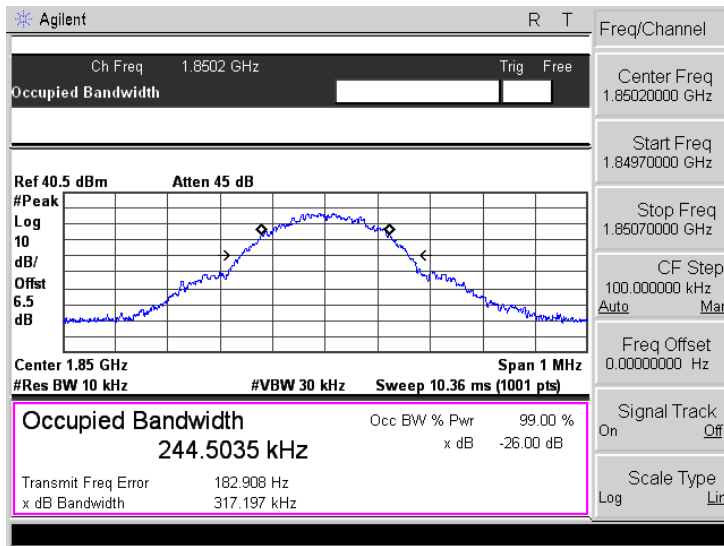 Agilent
R T
Ch Freq 1.8502 GHz Trig Free
Occupied Bandwidth
Ref 40.5 dBm Atten 45 dB
#Peak
Log
10
dB/
Offst
6.5
dB
Center 1.85 GHz Span 1 MHz
#Res BW 10 kHz #VBW 30 kHz Sweep 10.36 ms (1001 pts)
Occupied Bandwidth Occ BW % Pwr 99.00 %
244.5035 kHz x dB -26.00 dB
Transmit Freq Error 182.908 Hz
x dB Bandwidth 317.197 kHz
Freq/Channel
Center Freq
1.85020000 GHz
Start Freq
1.84970000 GHz
Stop Freq
1.85070000 GHz
CF Step
100.000000 kHz
Auto Man
Freq Offset
0.00000000 Hz
Signal Track
On Off
Scale Type
Log Lin